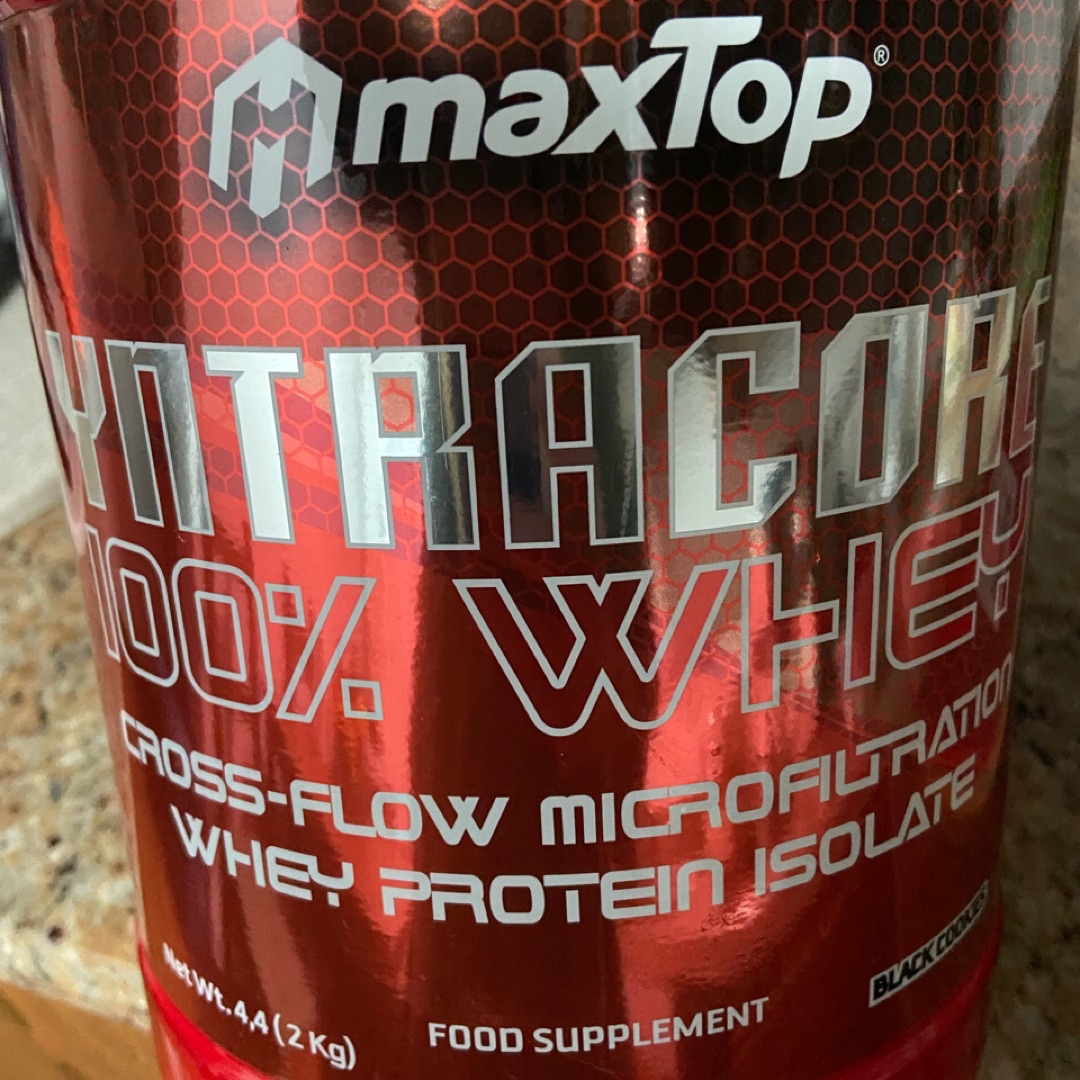 maxTop®
YNTRACORE
100% WHEY
CROSS-FLOW MICROFILTRATION
WHEY PROTEIN ISOLATE
BLACK COOKIES
Net Wt. 4,4 (2 Kg)
FOOD SUPPLEMENT